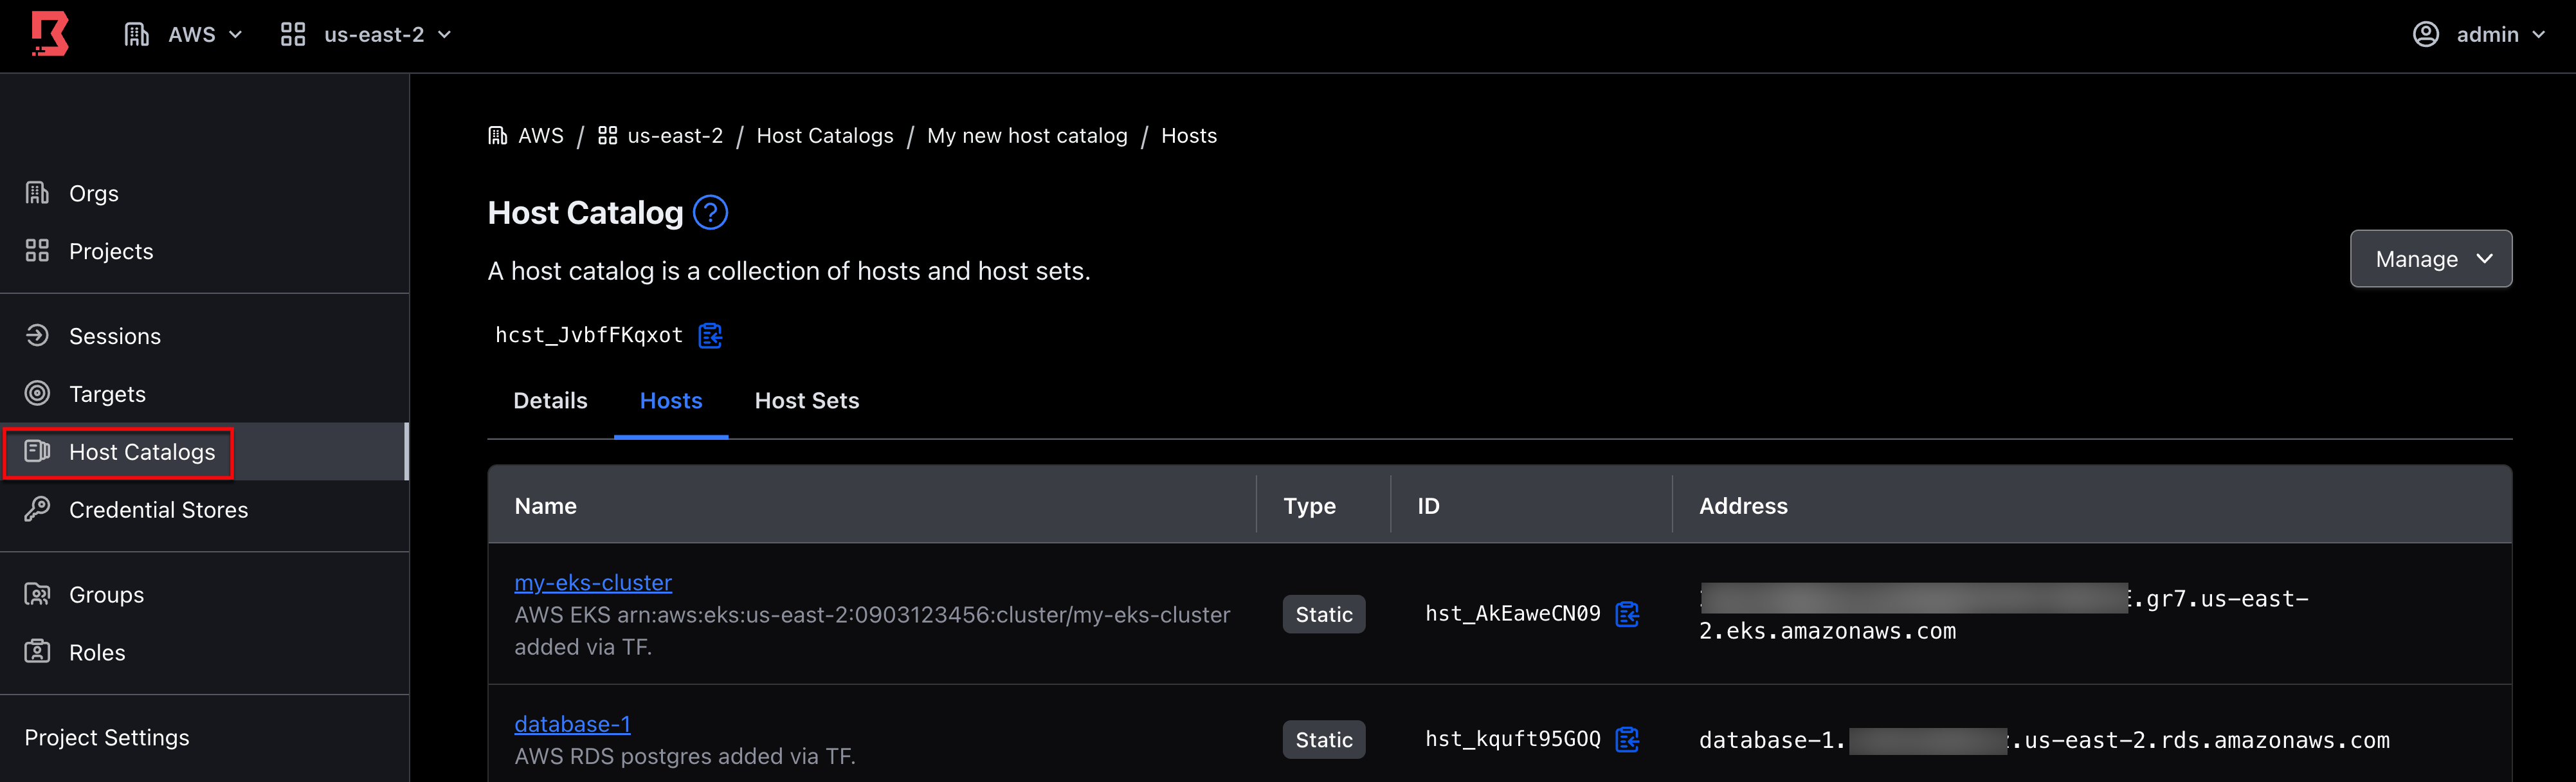 AWS us-east-2 admin
AWS / us-east-2 / Host Catalogs / My new host catalog / Hosts
Orgs
Projects
Sessions
Targets
Host Catalogs
Credential Stores
Groups
Roles
Project Settings
Host Catalog
A host catalog is a collection of hosts and host sets.
Manage
hcst_JvbfFKqxot
Details Hosts Host Sets
Name Type ID Address
my-eks-cluster
AWS EKS arn:aws:eks:us-east-2:0903123456:cluster/my-eks-cluster
added via TF.
Static
hst_AkEaweCN09
.gr7.us-east-
2.eks.amazonaws.com
database-1
AWS RDS postgres added via TF.
Static
hst_kquft95GOQ
database-1. .us-east-2.rds.amazonaws.com